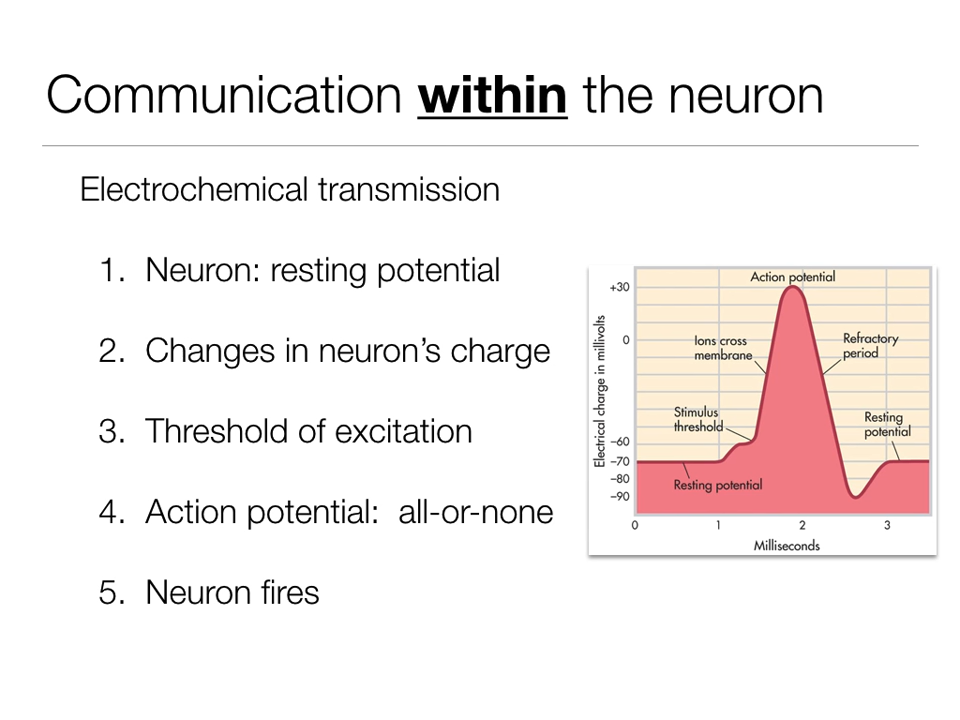 Communication within the neuron
Electrochemical transmission
1. Neuron: resting potential
2. Changes in neuron’s charge
3. Threshold of excitation
4. Action potential: all-or-none
5. Neuron fires
Action potential
+30
0
–60
–70
–80
–90
Electrical charge in millivolts
Ions cross
membrane
Refractory
period
Stimulus
threshold
Resting
potential
Resting potential
0 1 2 3
Milliseconds